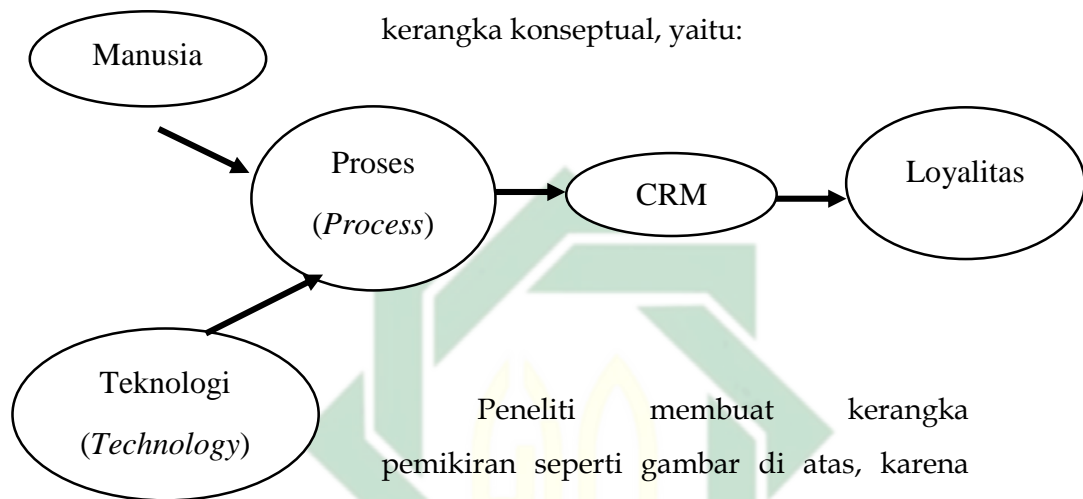 kerangka konseptual, yaitu:
Manusia
Proses
(Process)
CRM
Loyalitas
Teknologi
(Technology)
Peneliti membuat kerangka
pemikiran seperti gambar di atas, karena